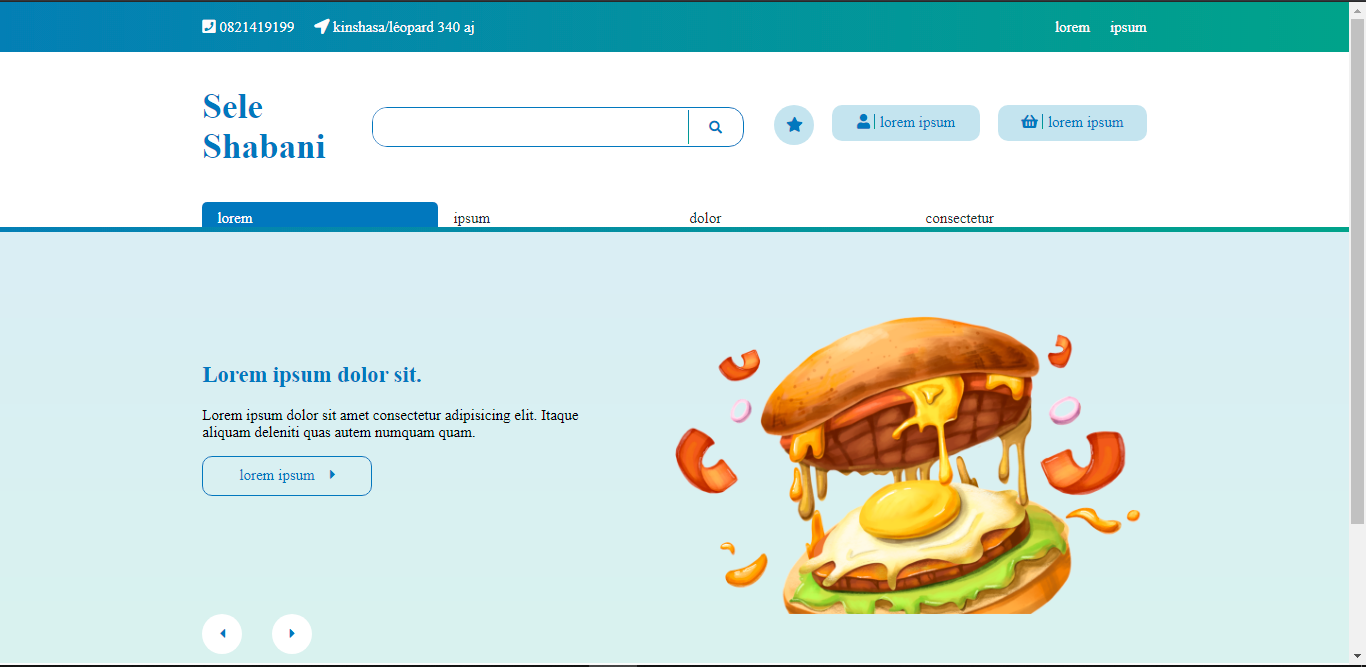 0821419199 kinshasa/léopard 340 aj lorem ipsum
Sele
Shabani
lorem ipsum lorem ipsum
lorem ipsum dolor consectetur
Lorem ipsum dolor sit.
Lorem ipsum dolor sit amet consectetur adipisicing elit. Itaque
aliquam deleniti quas autem numquam quam.
lorem ipsum